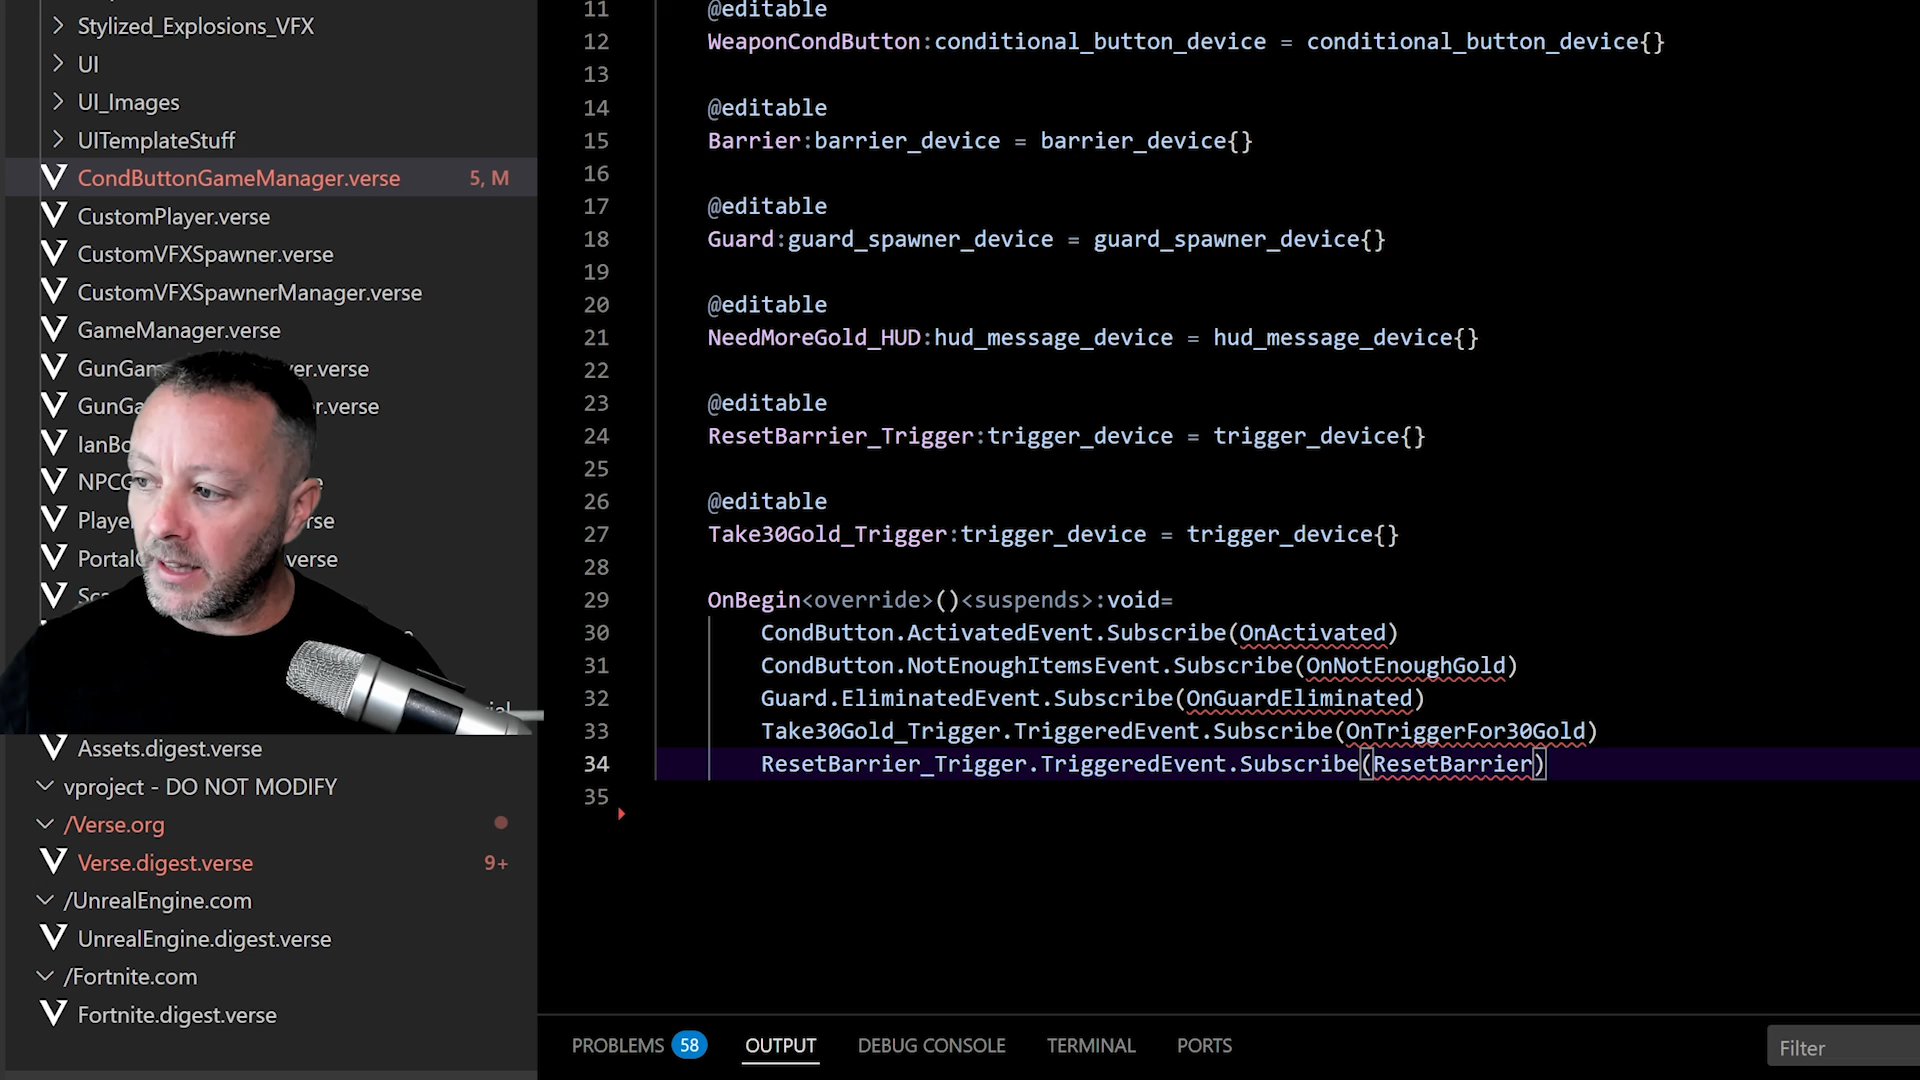 Stylized_Explosions_VFX
UI
UI_Images
UITemplateStuff
CondButtonGameManager.verse 5, M
CustomPlayer.verse
CustomVFXSpawner.verse
CustomVFXSpawnerManager.verse
GameManager.verse
Assets.digest.verse
vproject - DO NOT MODIFY
/Verse.org
Verse.digest.verse 9+
/UnrealEngine.com
UnrealEngine.digest.verse
/Fortnite.com
Fortnite.digest.verse
11 @editable
12 WeaponCondButton:conditional_button_device = conditional_button_device{}
13
14 @editable
15 Barrier:barrier_device = barrier_device{}
16
17 @editable
18 Guard:guard_spawner_device = guard_spawner_device{}
19
20 @editable
21 NeedMoreGold_HUD:hud_message_device = hud_message_device{}
22
23 @editable
24 ResetBarrier_Trigger:trigger_device = trigger_device{}
25
26 @editable
27 Take30Gold_Trigger:trigger_device = trigger_device{}
28
29 OnBegin<override>()<suspends>:void=
30 CondButton.ActivatedEvent.Subscribe(OnActivated)
31 CondButton.NotEnoughItemsEvent.Subscribe(OnNotEnoughGold)
32 Guard.EliminatedEvent.Subscribe(OnGuardEliminated)
33 Take30Gold_Trigger.TriggeredEvent.Subscribe(OnTriggerFor30Gold)
34 ResetBarrier_Trigger.TriggeredEvent.Subscribe(ResetBarrier)
35
PROBLEMS 58 OUTPUT DEBUG CONSOLE TERMINAL PORTS Filter